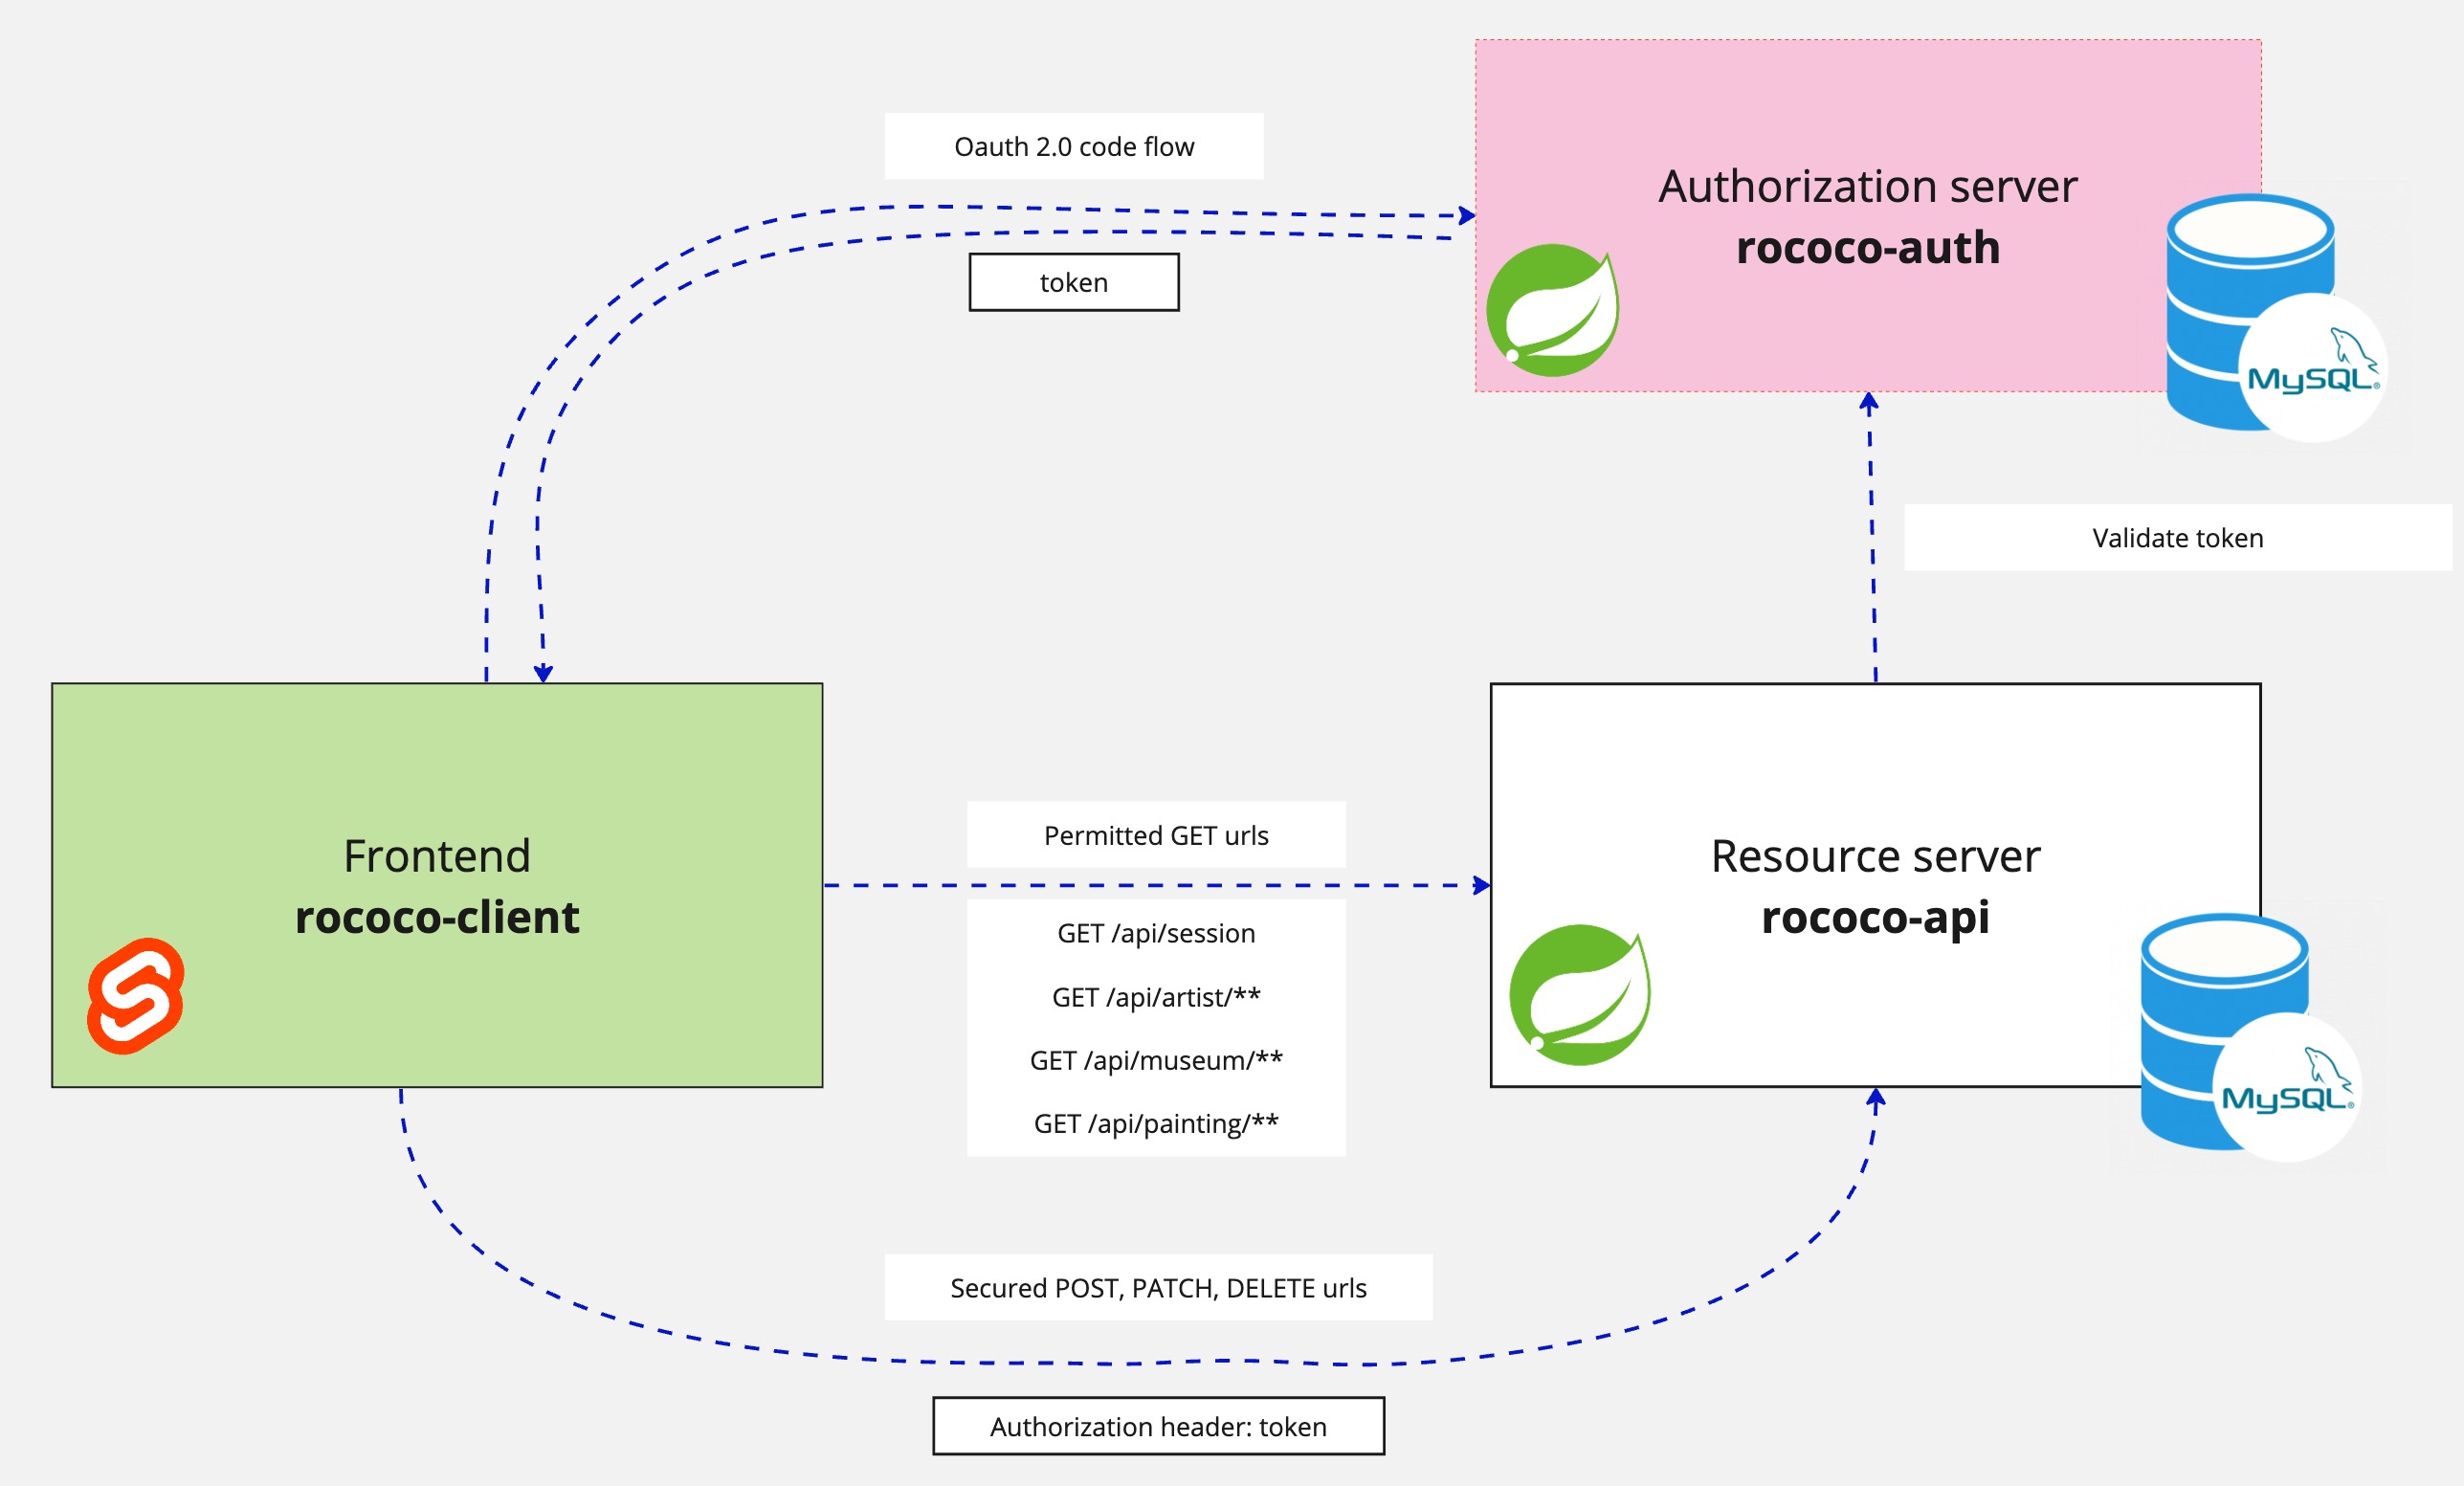 Oauth 2.0 code flow
token
Authorization server
rococo-auth
MySQL®
Validate token
Frontend
rococo-client
Permitted GET urls
GET /api/session
GET /api/artist/**
GET /api/museum/**
GET /api/painting/**
Resource server
rococo-api
MySQL®
Secured POST, PATCH, DELETE urls
Authorization header: token